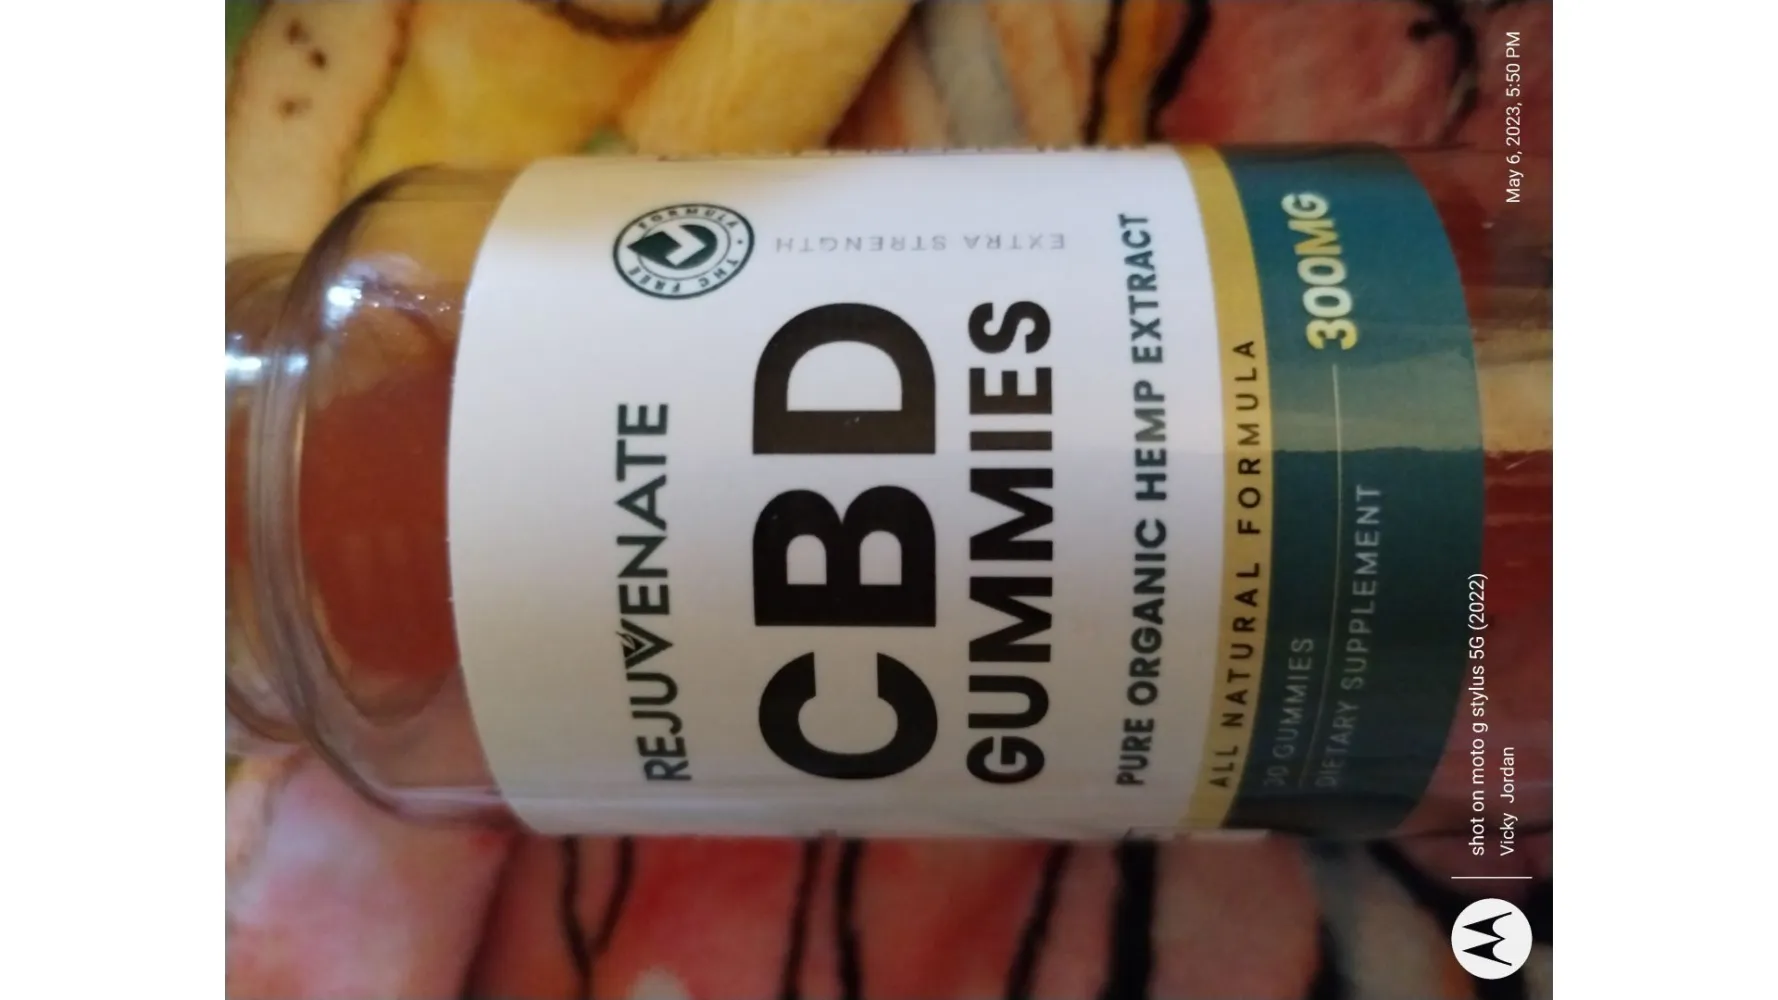 REJUVENATE
FORMULA • THC FREE
CBD
EXTRA STRENGTH
GUMMIES
PURE ORGANIC HEMP EXTRACT
ALL NATURAL FORMULA
30 GUMMIES
DIETARY SUPPLEMENT
300MG
shot on moto g stylus 5G (2022)
Vicky Jordan
May 6, 2023, 5:50 PM